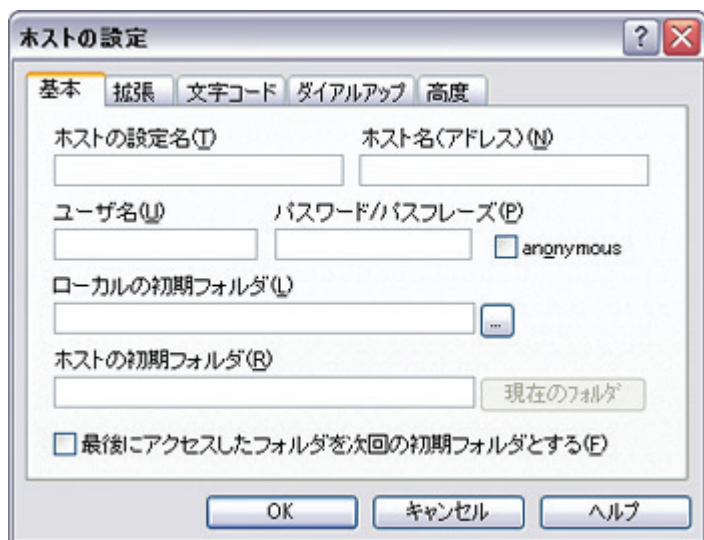 ホストの設定
基本 拡張 文字コード ダイアルアップ 高度
ホストの設定名(T) ホスト名(アドレス)(N)
ユーザ名(U) パスワード/パスフレーズ(P)
anonymous
ローカルの初期フォルダ(L)
...
ホストの初期フォルダ(R)
現在のフォルダ
最後にアクセスしたフォルダを次回の初期フォルダとする(F)
OK キャンセル ヘルプ